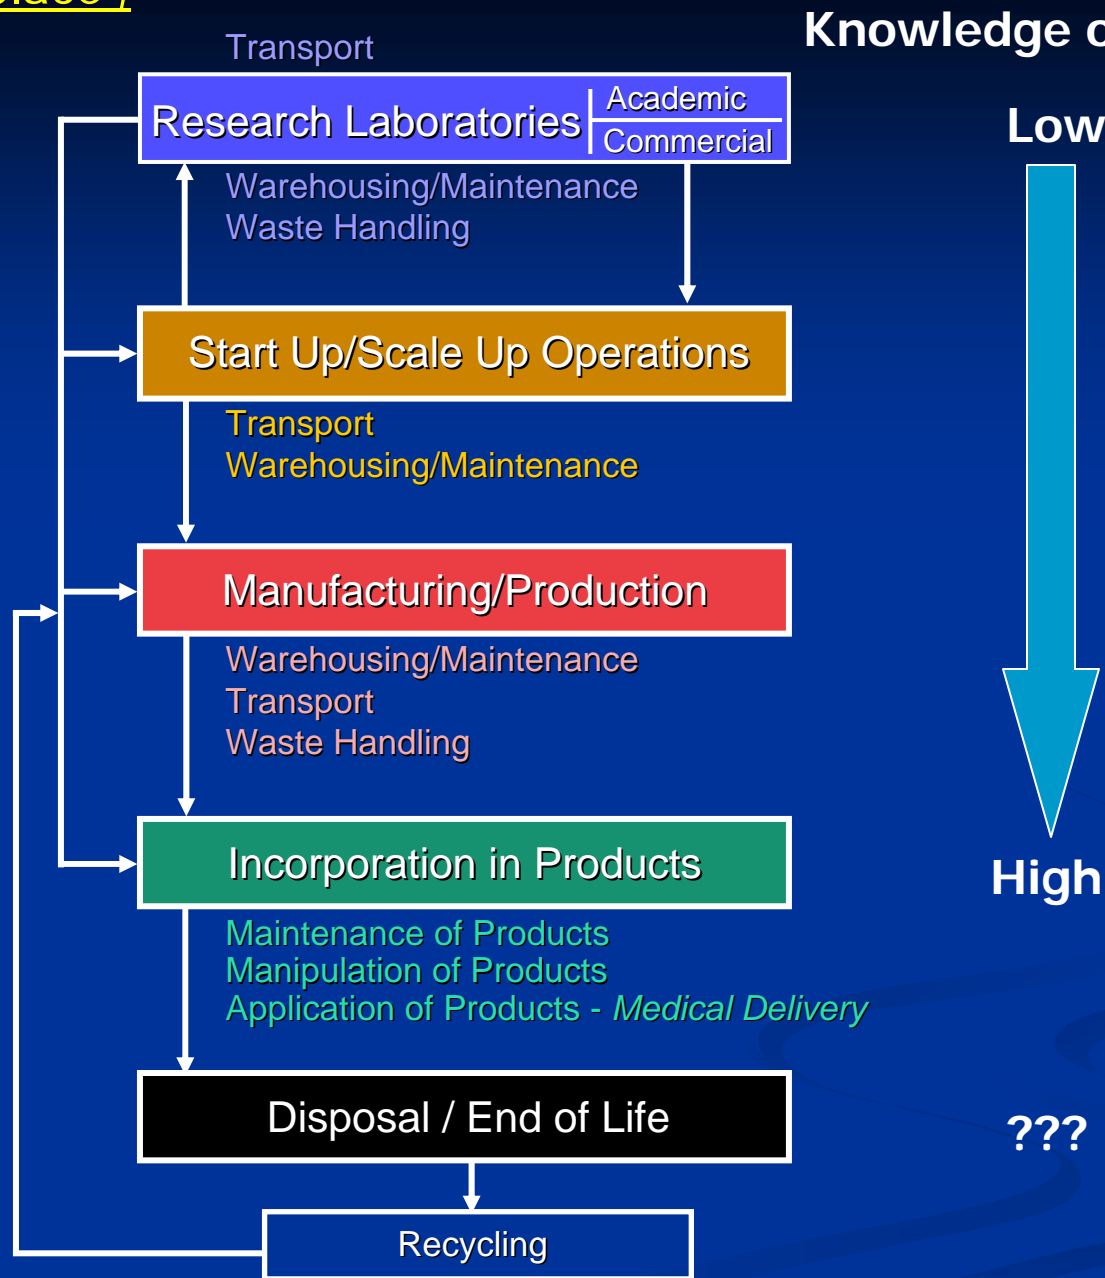 Knowledge
Transport
Research Laboratories
Academic
Commercial
Low
Warehousing/Maintenance
Waste Handling
Start Up/Scale Up Operations
Transport
Warehousing/Maintenance
Manufacturing/Production
Warehousing/Maintenance
Transport
Waste Handling
Incorporation in Products
High
Maintenance of Products
Manipulation of Products
Application of Products - Medical Delivery
Disposal / End of Life
???
Recycling